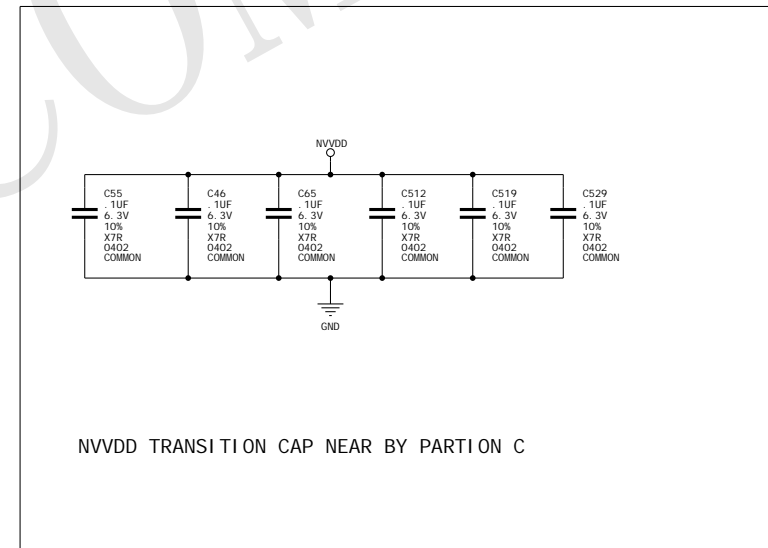 COM
NVVDD
C55
.1UF
6.3V
10%
X7R
0402
COMMON
C46
.1UF
6.3V
10%
X7R
0402
COMMON
C65
.1UF
6.3V
10%
X7R
0402
COMMON
C512
.1UF
6.3V
10%
X7R
0402
COMMON
C519
.1UF
6.3V
10%
X7R
0402
COMMON
C529
.1UF
6.3V
10%
X7R
0402
COMMON
GND
NVVDD TRANSITION CAP NEAR BY PARTION C